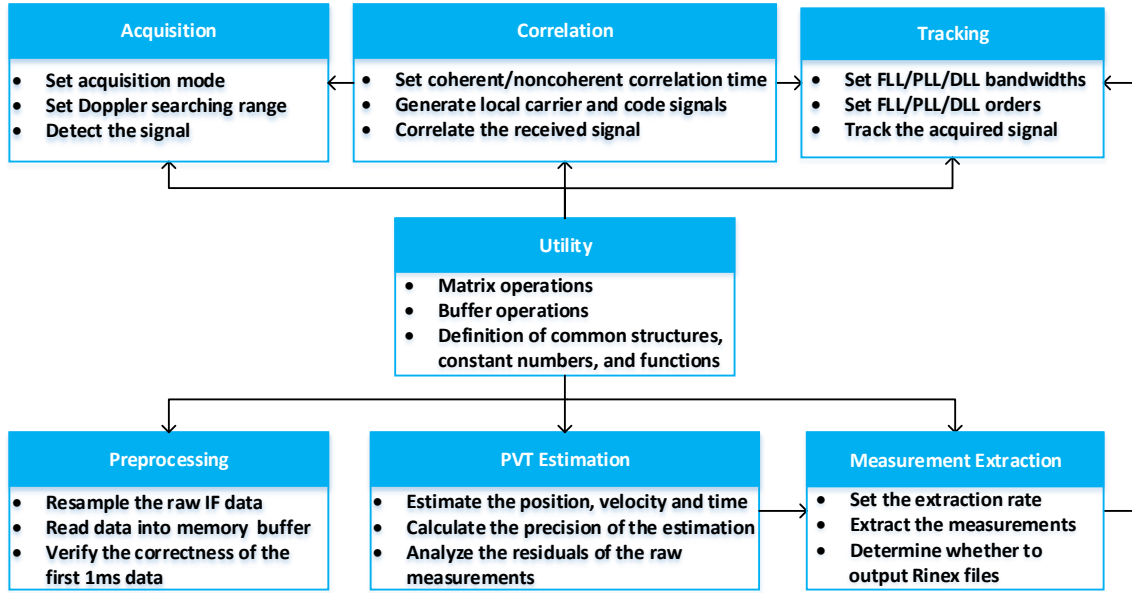 Acquisition
• Set acquisition mode
• Set Doppler searching range
• Detect the signal
Correlation
• Set coherent/noncoherent correlation time
• Generate local carrier and code signals
• Correlate the received signal
Tracking
• Set FLL/PLL/DLL bandwidths
• Set FLL/PLL/DLL orders
• Track the acquired signal
Utility
• Matrix operations
• Buffer operations
• Definition of common structures,
constant numbers, and functions
Preprocessing
• Resample the raw IF data
• Read data into memory buffer
• Verify the correctness of the
first 1ms data
PVT Estimation
• Estimate the position, velocity and time
• Calculate the precision of the estimation
• Analyze the residuals of the raw
measurements
Measurement Extraction
• Set the extraction rate
• Extract the measurements
• Determine whether to
output Rinex files